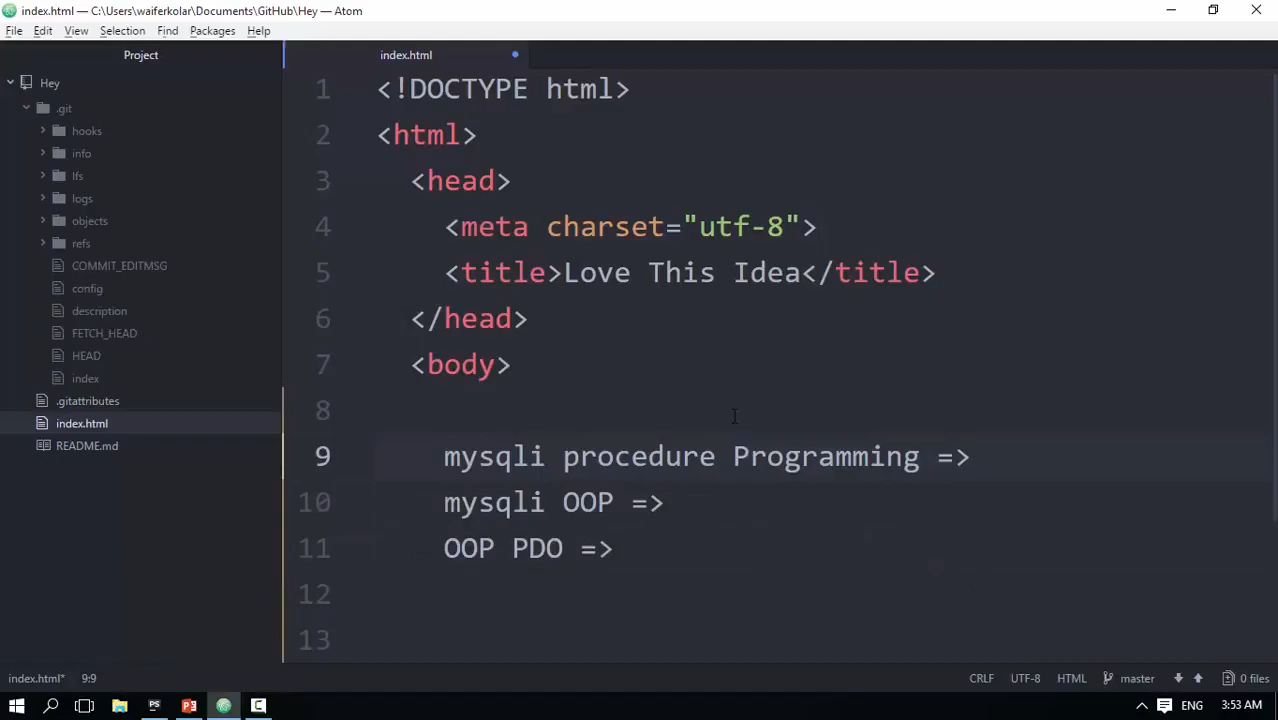 index.html — C:\Users\waiferkolar\Documents\GitHub\Hey — Atom
File Edit View Selection Find Packages Help
Project
index.html
Hey
.git
hooks
info
lfs
logs
objects
refs
COMMIT_EDITMSG
config
description
FETCH_HEAD
HEAD
index
.gitattributes
index.html
README.md
1 <!DOCTYPE html>
2 <html>
3 <head>
4 <meta charset="utf-8">
5 <title>Love This Idea</title>
6 </head>
7 <body>
8
9 mysqli procedure Programming =>
10 mysqli OOP =>
11 OOP PDO =>
12
13
index.html* 9:9 CRLF UTF-8 HTML master 0 files
ENG 3:53 AM